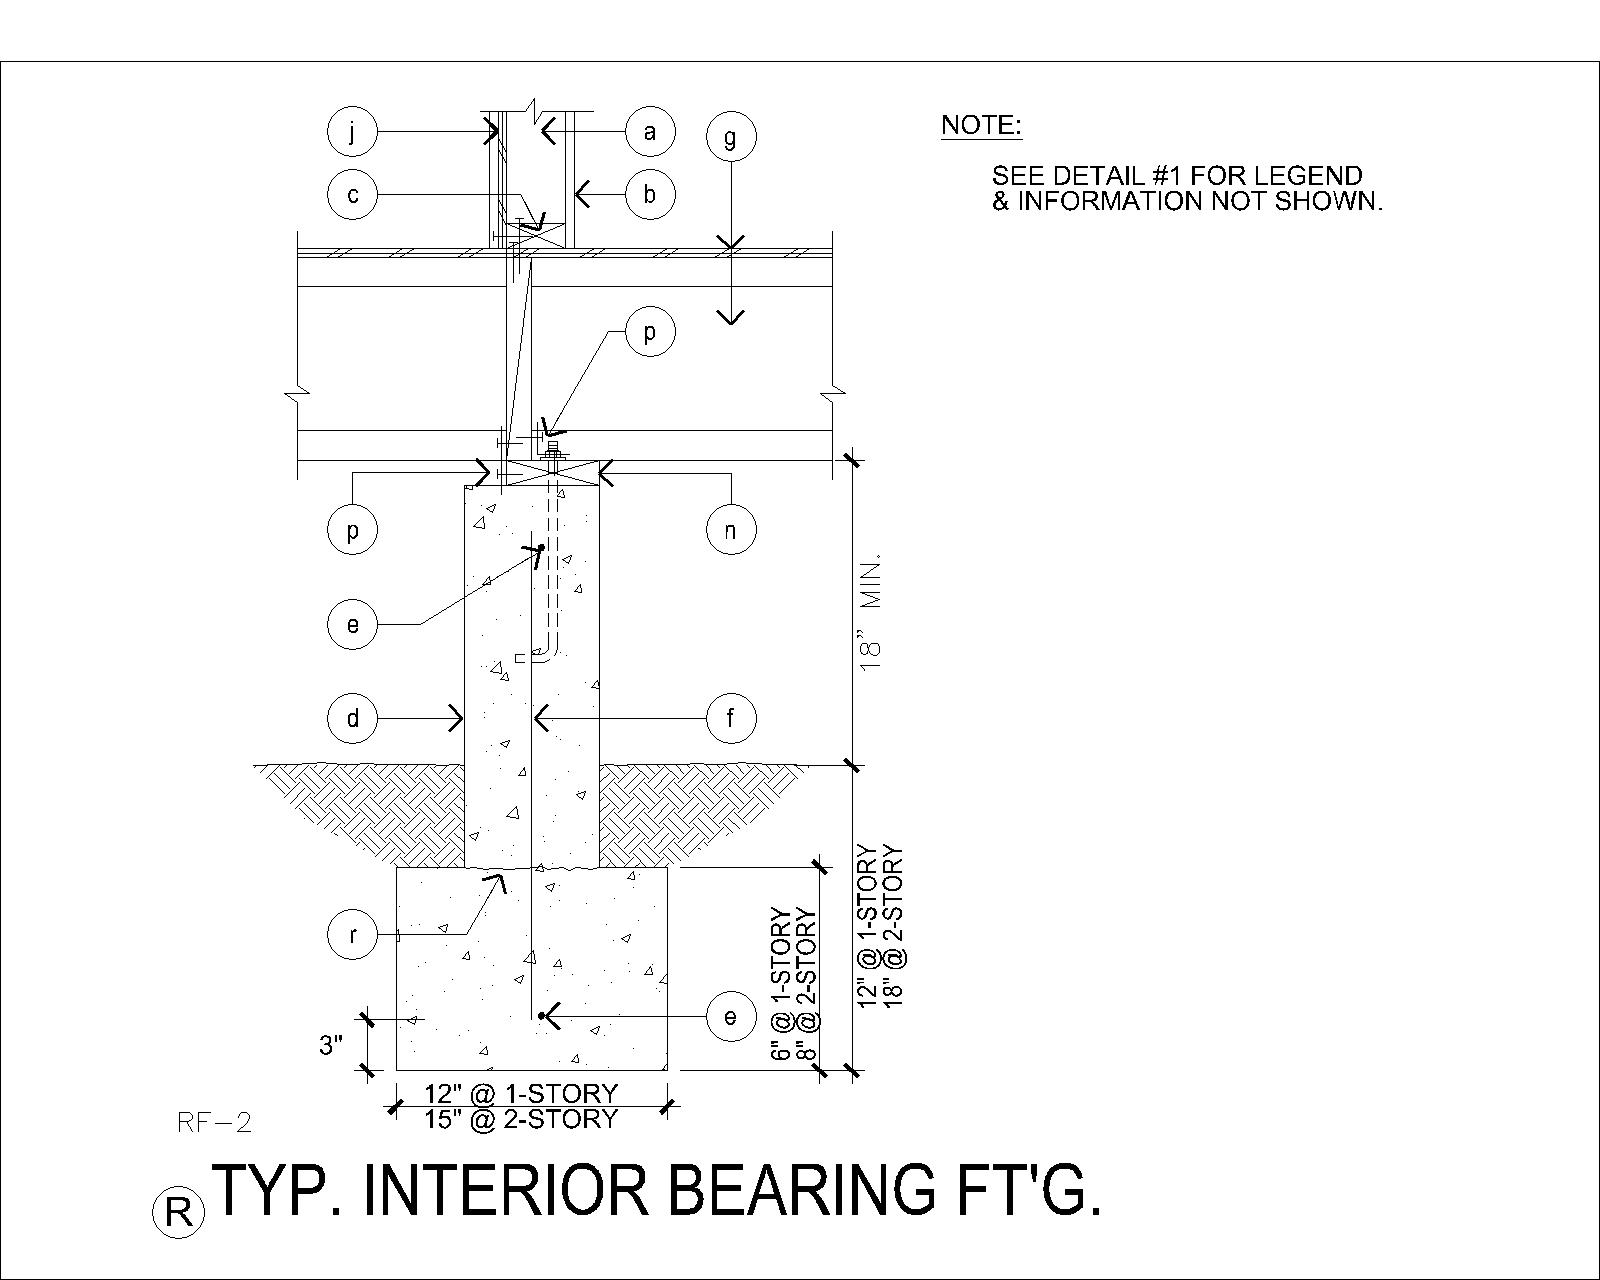 j
a
g
NOTE:
SEE DETAIL #1 FOR LEGEND
& INFORMATION NOT SHOWN.
c
b
p
p
n
e
18" MIN.
d
f
r
e
3"
6" @ 1-STORY
8" @ 2-STORY
12" @ 1-STORY
18" @ 2-STORY
12" @ 1-STORY
15" @ 2-STORY
RF-2
R
TYP. INTERIOR BEARING FT'G.